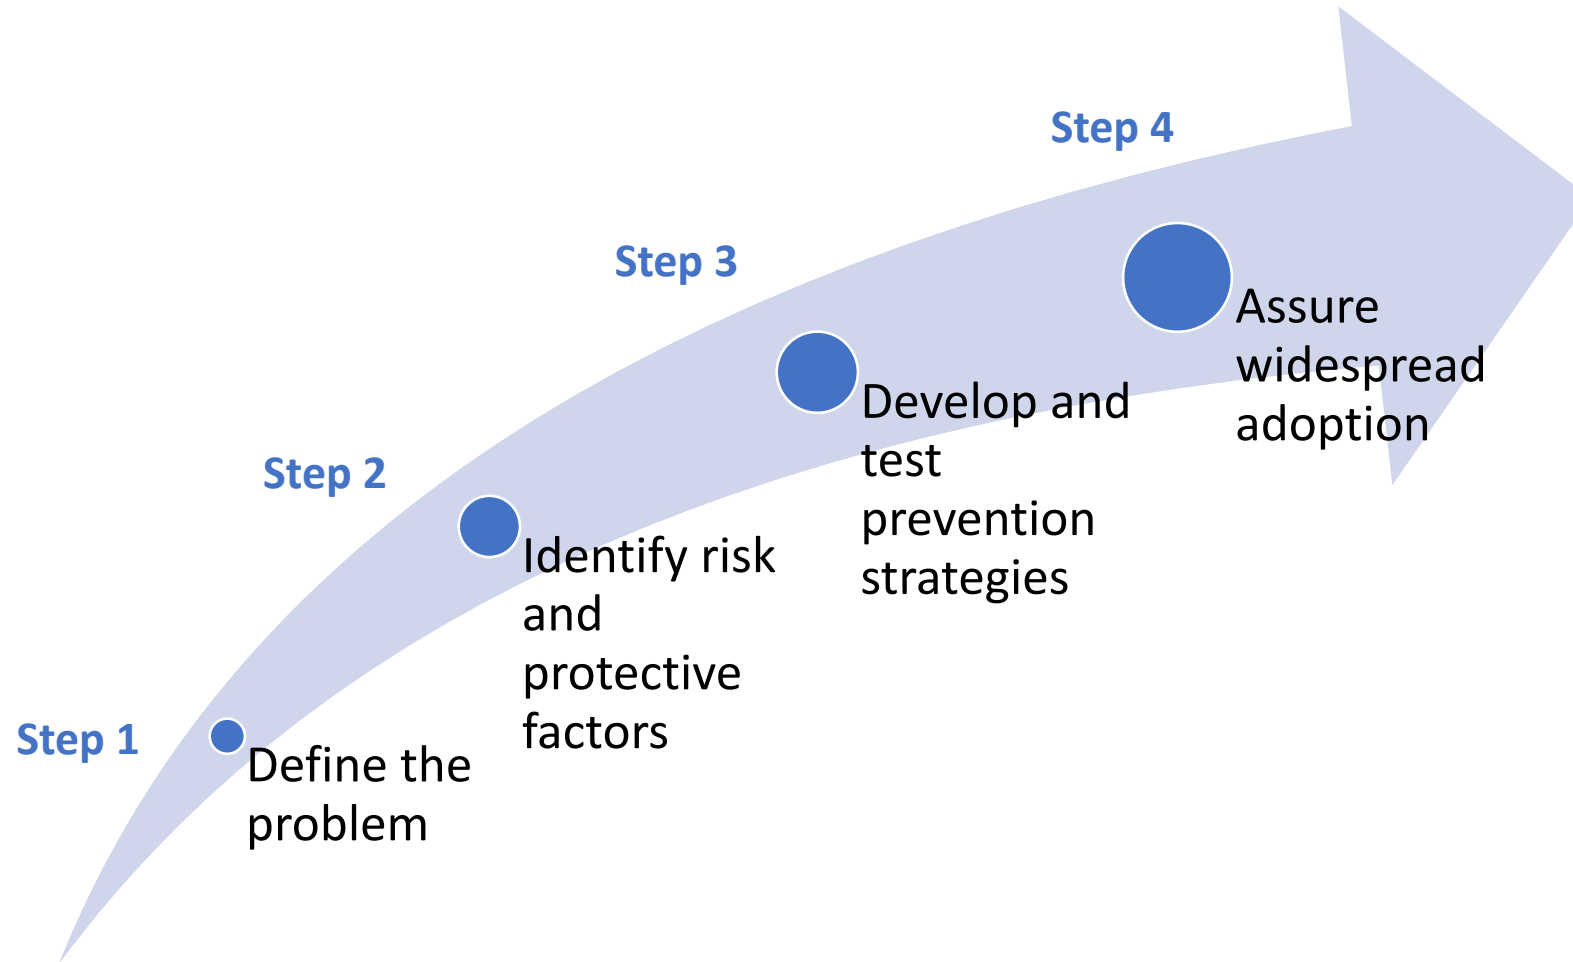 Step 1
Define the
problem
Step 2
Identify risk
and
protective
factors
Step 3
Develop and
test
prevention
strategies
Step 4
Assure
widespread
adoption